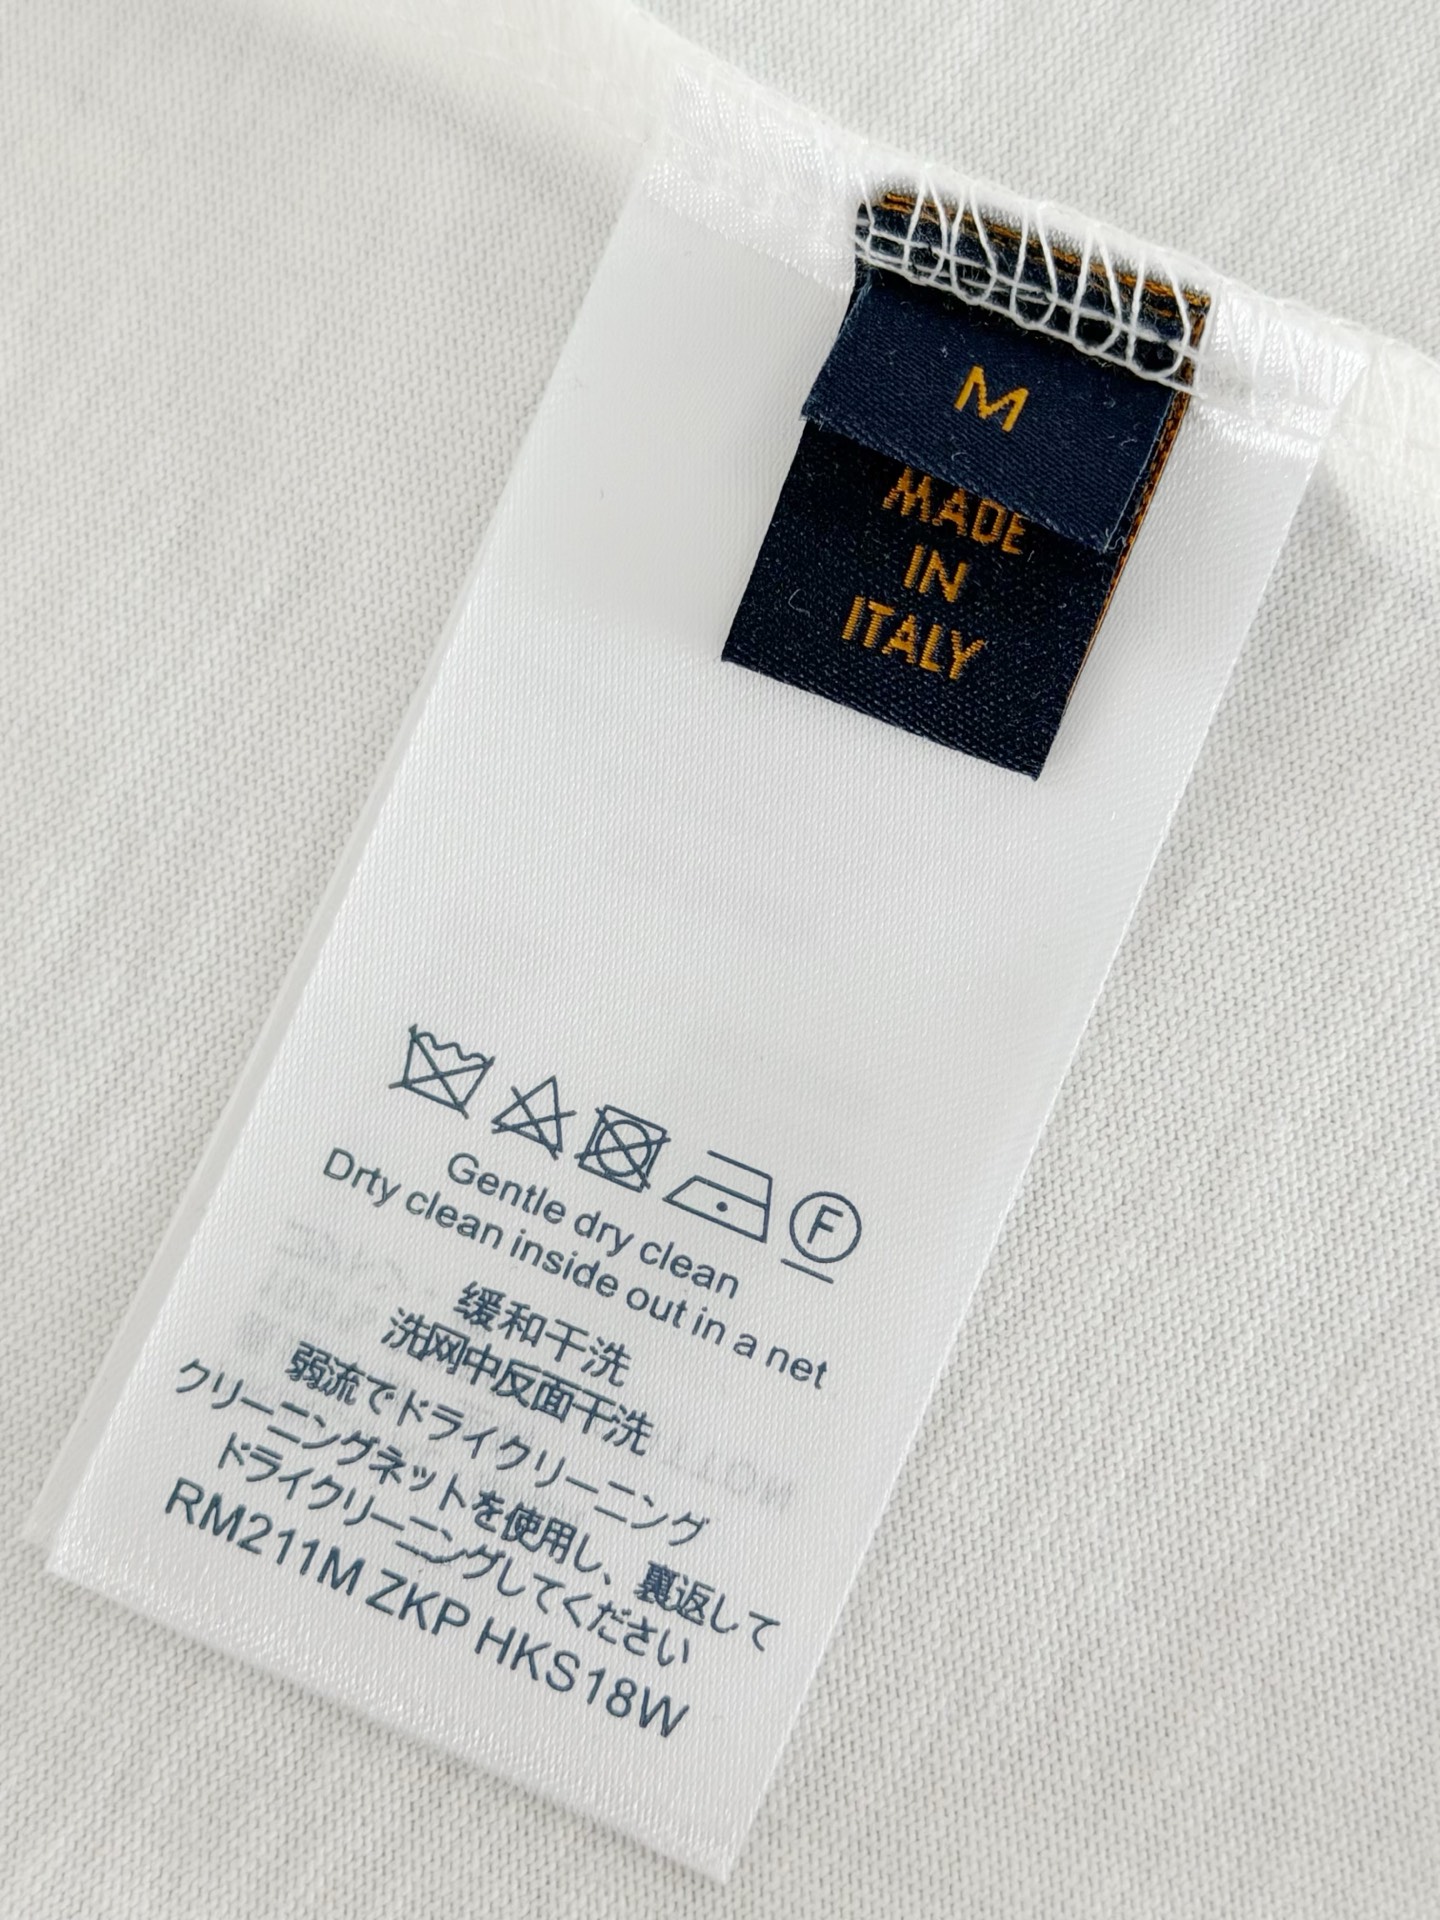 M
MADE
IN
ITALY
F
Gentle dry clean
Drty clean inside out in a net
缓和干洗
洗网中反面干洗
弱流でドライクリーニング
クリーニングネットを使用し、裏返して
ドライクリーニングしてください
RM211M ZKP HKS18W